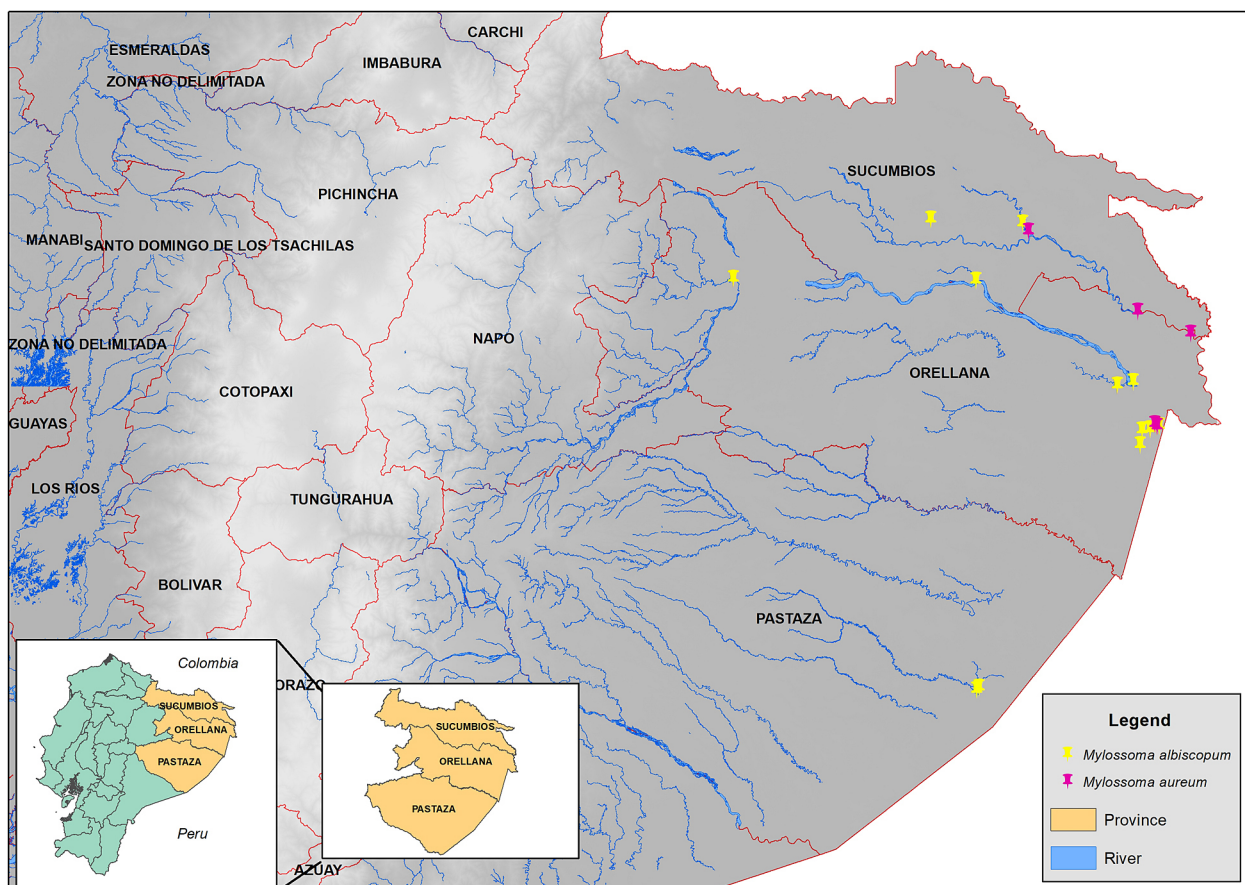 CARCHI
ESMERALDAS
IMBABURA
ZONA NO DELIMITADA
SUCUMBIOS
PICHINCHA
MANABI
SANTO DOMINGO DE LOS TSACHILAS
NAPO
ZONA NO DELIMITADA
ORELLANA
COTOPAXI
GUAYAS
LOS RIOS
TUNGURAHUA
BOLIVAR
PASTAZA
ORAZO
AZUAY
Colombia
SUCUMBIOS
ORELLANA
PASTAZA
Peru
SUCUMBIOS
ORELLANA
PASTAZA
Legend
Mylossoma albiscopum
Mylossoma aureum
Province
River